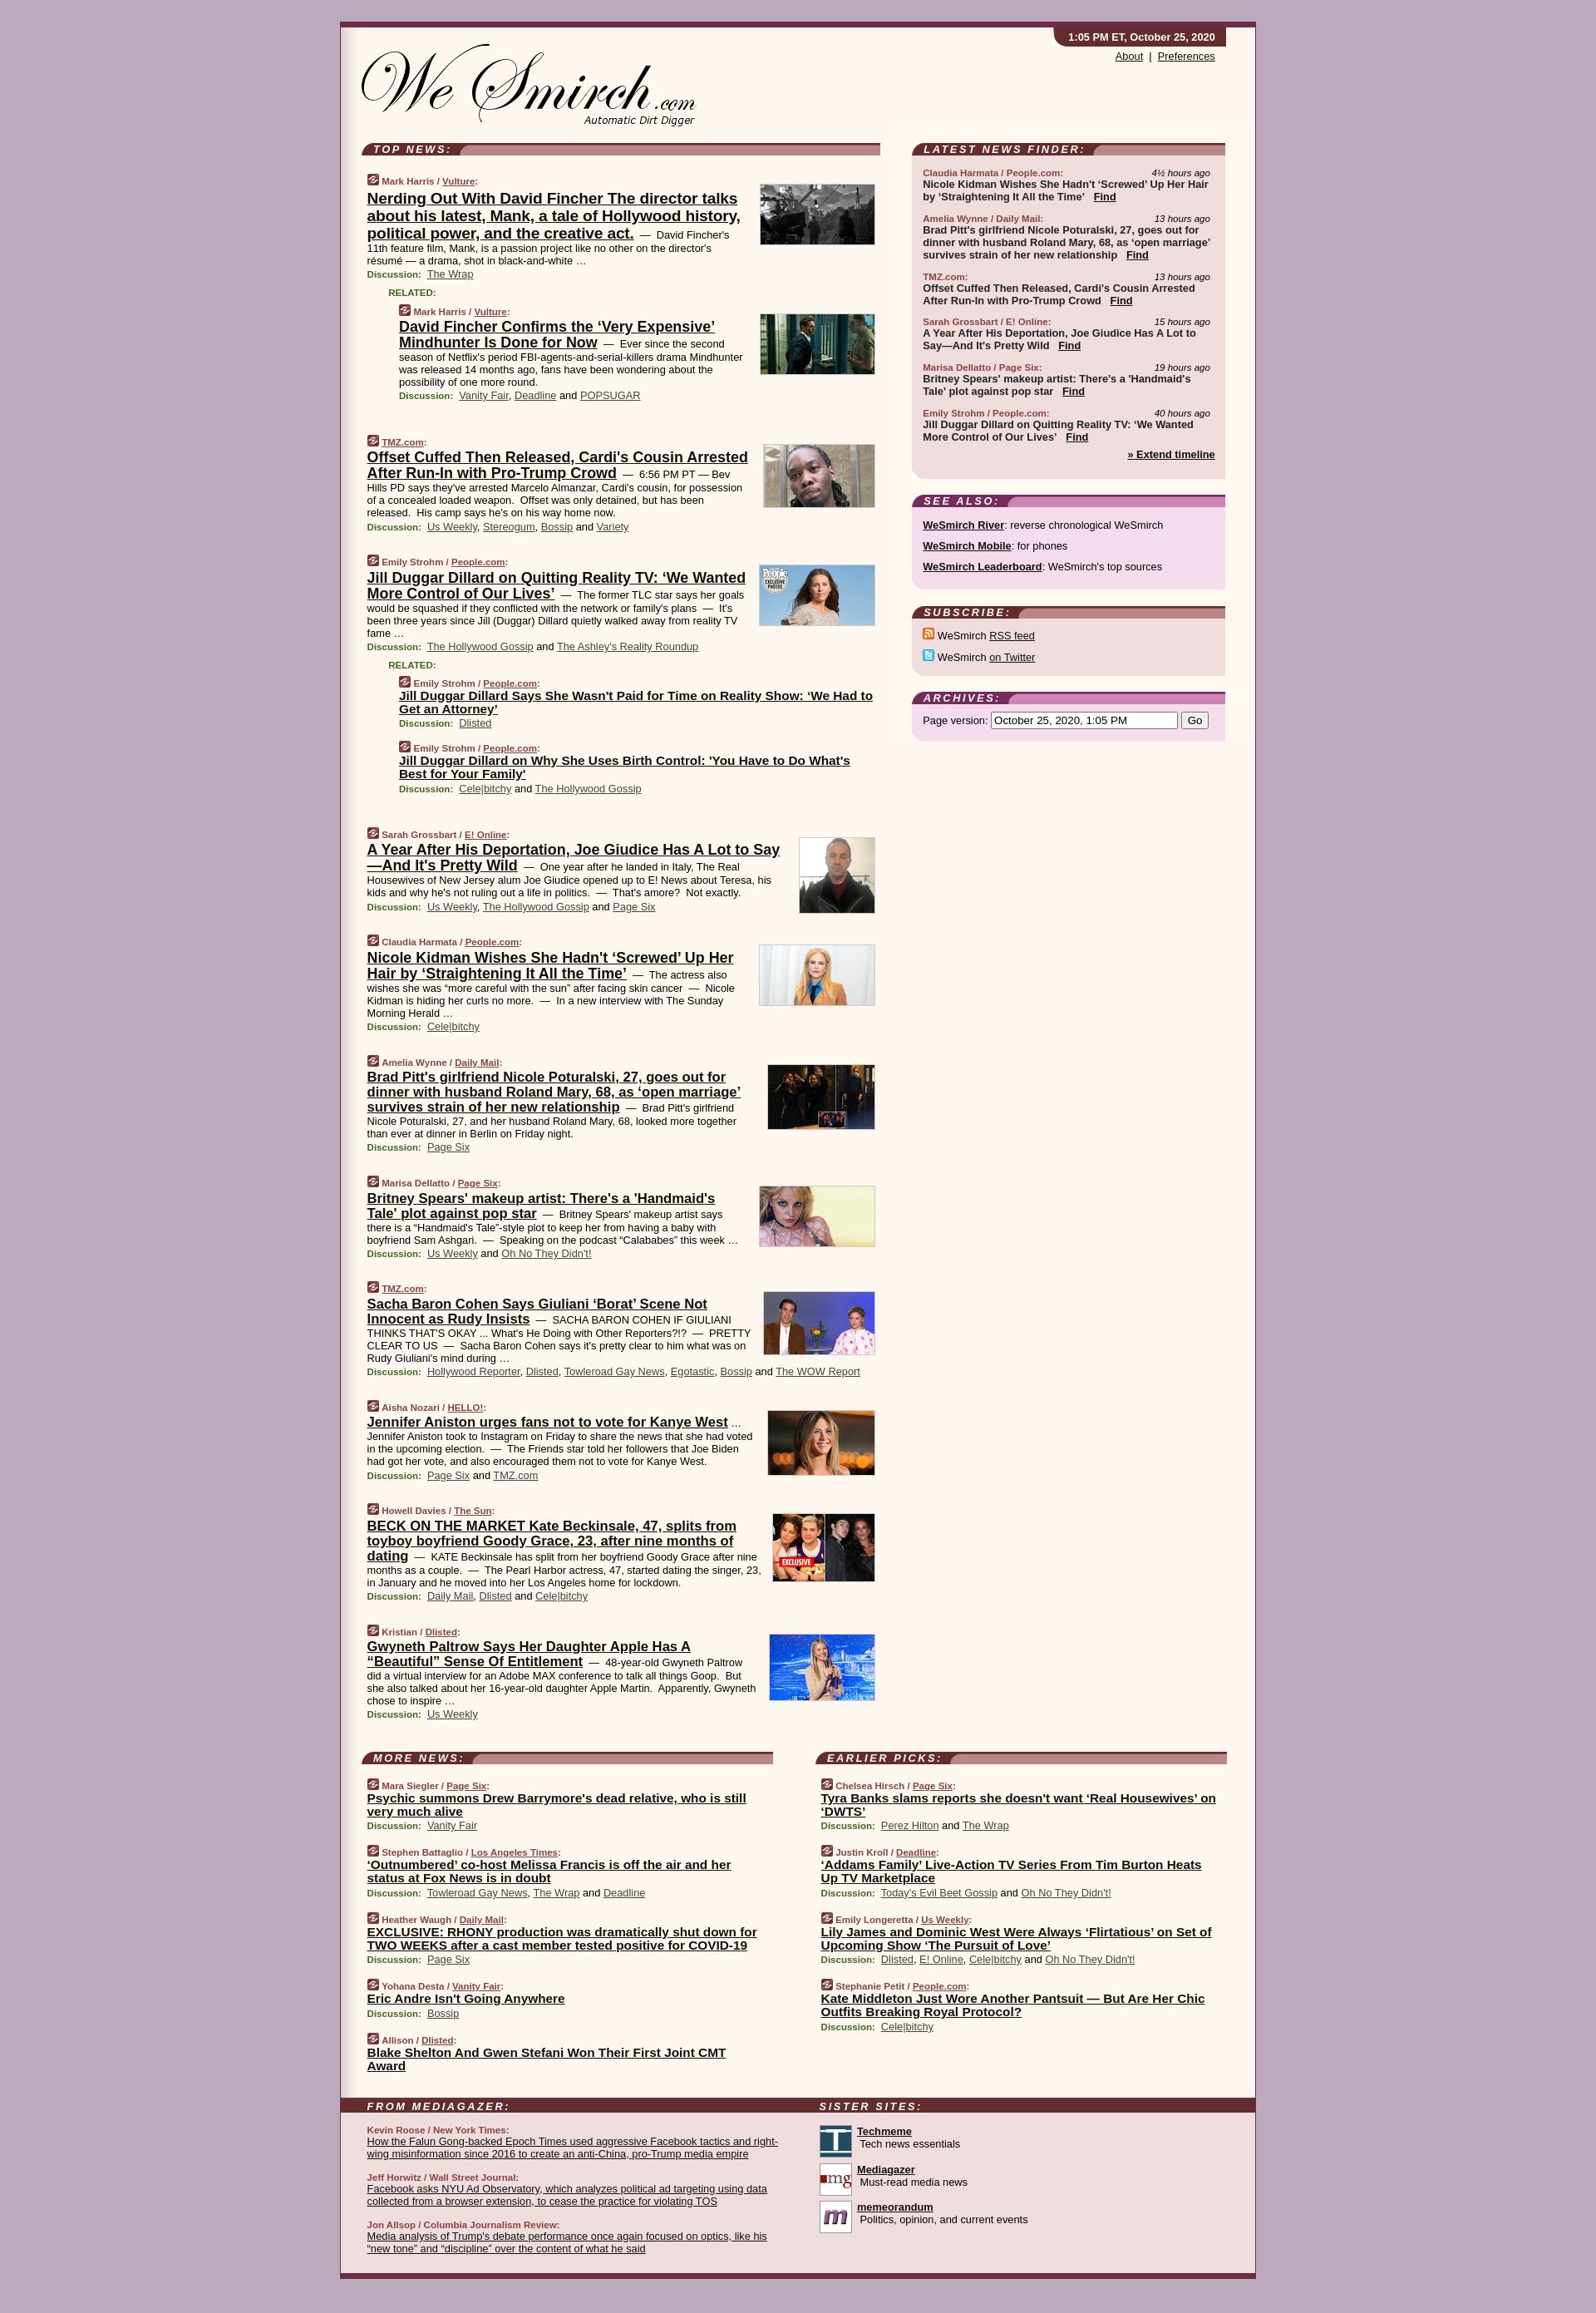 1:05 PM ET, October 25, 2020
About | Preferences
We Smirch .com
Automatic Dirt Digger
TOP NEWS:
Mark Harris / Vulture:
Nerding Out With David Fincher The director talks
about his latest, Mank, a tale of Hollywood history,
political power, and the creative act. — David Fincher's
11th feature film, Mank, is a passion project like no other on the director's
résumé — a drama, shot in black-and-white …
Discussion: The Wrap
RELATED:
Mark Harris / Vulture:
David Fincher Confirms the ‘Very Expensive’
Mindhunter Is Done for Now — Ever since the second
season of Netflix's period FBI-agents-and-serial-killers drama Mindhunter
was released 14 months ago, fans have been wondering about the
possibility of one more round.
Discussion: Vanity Fair, Deadline and POPSUGAR
TMZ.com:
Offset Cuffed Then Released, Cardi's Cousin Arrested
After Run-In with Pro-Trump Crowd — 6:56 PM PT — Bev
Hills PD says they've arrested Marcelo Almanzar, Cardi's cousin, for possession
of a concealed loaded weapon. Offset was only detained, but has been
released. His camp says he's on his way home now.
Discussion: Us Weekly, Stereogum, Bossip and Variety
Emily Strohm / People.com:
Jill Duggar Dillard on Quitting Reality TV: ‘We Wanted
More Control of Our Lives’ — The former TLC star says her goals
would be squashed if they conflicted with the network or family's plans — It's
been three years since Jill (Duggar) Dillard quietly walked away from reality TV
fame …
Discussion: The Hollywood Gossip and The Ashley's Reality Roundup
People EXCLUSIVE PHOTOS
RELATED:
Emily Strohm / People.com:
Jill Duggar Dillard Says She Wasn't Paid for Time on Reality Show: ‘We Had to
Get an Attorney’
Discussion: Dlisted
Emily Strohm / People.com:
Jill Duggar Dillard on Why She Uses Birth Control: 'You Have to Do What's
Best for Your Family'
Discussion: Cele|bitchy and The Hollywood Gossip
Sarah Grossbart / E! Online:
A Year After His Deportation, Joe Giudice Has A Lot to Say
—And It's Pretty Wild — One year after he landed in Italy, The Real
Housewives of New Jersey alum Joe Giudice opened up to E! News about Teresa, his
kids and why he's not ruling out a life in politics. — That's amore? Not exactly.
Discussion: Us Weekly, The Hollywood Gossip and Page Six
Claudia Harmata / People.com:
Nicole Kidman Wishes She Hadn't ‘Screwed’ Up Her
Hair by ‘Straightening It All the Time’ — The actress also
wishes she was “more careful with the sun” after facing skin cancer — Nicole
Kidman is hiding her curls no more. — In a new interview with The Sunday
Morning Herald …
Discussion: Cele|bitchy
Amelia Wynne / Daily Mail:
Brad Pitt's girlfriend Nicole Poturalski, 27, goes out for
dinner with husband Roland Mary, 68, as ‘open marriage’
survives strain of her new relationship — Brad Pitt's girlfriend
Nicole Poturalski, 27, and her husband Roland Mary, 68, looked more together
than ever at dinner in Berlin on Friday night.
Discussion: Page Six
Marisa Dellatto / Page Six:
Britney Spears' makeup artist: There's a 'Handmaid's
Tale' plot against pop star — Britney Spears' makeup artist says
there is a “Handmaid's Tale”-style plot to keep her from having a baby with
boyfriend Sam Ashgari. — Speaking on the podcast “Calababes” this week …
Discussion: Us Weekly and Oh No They Didn't!
TMZ.com:
Sacha Baron Cohen Says Giuliani ‘Borat’ Scene Not
Innocent as Rudy Insists — SACHA BARON COHEN IF GIULIANI
THINKS THAT'S OKAY ... What's He Doing with Other Reporters?!? — PRETTY
CLEAR TO US — Sacha Baron Cohen says it's pretty clear to him what was on
Rudy Giuliani's mind during …
Discussion: Hollywood Reporter, Dlisted, Towleroad Gay News, Egotastic, Bossip and The WOW Report
Aisha Nozari / HELLO!:
Jennifer Aniston urges fans not to vote for Kanye West …
Jennifer Aniston took to Instagram on Friday to share the news that she had voted
in the upcoming election. — The Friends star told her followers that Joe Biden
had got her vote, and also encouraged them not to vote for Kanye West.
Discussion: Page Six and TMZ.com
Howell Davies / The Sun:
BECK ON THE MARKET Kate Beckinsale, 47, splits from
toyboy boyfriend Goody Grace, 23, after nine months of
dating — KATE Beckinsale has split from her boyfriend Goody Grace after nine
months as a couple. — The Pearl Harbor actress, 47, started dating the singer, 23,
in January and he moved into her Los Angeles home for lockdown.
Discussion: Daily Mail, Dlisted and Cele|bitchy
EXCLUSIVE
Kristian / Dlisted:
Gwyneth Paltrow Says Her Daughter Apple Has A
“Beautiful” Sense Of Entitlement — 48-year-old Gwyneth Paltrow
did a virtual interview for an Adobe MAX conference to talk all things Goop. But
she also talked about her 16-year-old daughter Apple Martin. Apparently, Gwyneth
chose to inspire …
Discussion: Us Weekly
LATEST NEWS FINDER:
Claudia Harmata / People.com: 4½ hours ago
Nicole Kidman Wishes She Hadn't ‘Screwed’ Up Her Hair
by ‘Straightening It All the Time’ Find
Amelia Wynne / Daily Mail: 13 hours ago
Brad Pitt's girlfriend Nicole Poturalski, 27, goes out for
dinner with husband Roland Mary, 68, as ‘open marriage’
survives strain of her new relationship Find
TMZ.com: 13 hours ago
Offset Cuffed Then Released, Cardi's Cousin Arrested
After Run-In with Pro-Trump Crowd Find
Sarah Grossbart / E! Online: 15 hours ago
A Year After His Deportation, Joe Giudice Has A Lot to
Say—And It's Pretty Wild Find
Marisa Dellatto / Page Six: 19 hours ago
Britney Spears' makeup artist: There's a 'Handmaid's
Tale' plot against pop star Find
Emily Strohm / People.com: 40 hours ago
Jill Duggar Dillard on Quitting Reality TV: ‘We Wanted
More Control of Our Lives’ Find
» Extend timeline
SEE ALSO:
WeSmirch River: reverse chronological WeSmirch
WeSmirch Mobile: for phones
WeSmirch Leaderboard: WeSmirch's top sources
SUBSCRIBE:
WeSmirch RSS feed
WeSmirch on Twitter
ARCHIVES:
Page version: October 25, 2020, 1:05 PM Go
MORE NEWS:
Mara Siegler / Page Six:
Psychic summons Drew Barrymore's dead relative, who is still
very much alive
Discussion: Vanity Fair
Stephen Battaglio / Los Angeles Times:
‘Outnumbered’ co-host Melissa Francis is off the air and her
status at Fox News is in doubt
Discussion: Towleroad Gay News, The Wrap and Deadline
Heather Waugh / Daily Mail:
EXCLUSIVE: RHONY production was dramatically shut down for
TWO WEEKS after a cast member tested positive for COVID-19
Discussion: Page Six
Yohana Desta / Vanity Fair:
Eric Andre Isn't Going Anywhere
Discussion: Bossip
Allison / Dlisted:
Blake Shelton And Gwen Stefani Won Their First Joint CMT
Award
EARLIER PICKS:
Chelsea Hirsch / Page Six:
Tyra Banks slams reports she doesn't want ‘Real Housewives’ on
‘DWTS’
Discussion: Perez Hilton and The Wrap
Justin Kroll / Deadline:
‘Addams Family’ Live-Action TV Series From Tim Burton Heats
Up TV Marketplace
Discussion: Today's Evil Beet Gossip and Oh No They Didn't!
Emily Longeretta / Us Weekly:
Lily James and Dominic West Were Always ‘Flirtatious’ on Set of
Upcoming Show ‘The Pursuit of Love’
Discussion: Dlisted, E! Online, Cele|bitchy and Oh No They Didn't!
Stephanie Petit / People.com:
Kate Middleton Just Wore Another Pantsuit — But Are Her Chic
Outfits Breaking Royal Protocol?
Discussion: Cele|bitchy
FROM MEDIAGAZER:
Kevin Roose / New York Times:
How the Falun Gong-backed Epoch Times used aggressive Facebook tactics and right-
wing misinformation since 2016 to create an anti-China, pro-Trump media empire
Jeff Horwitz / Wall Street Journal:
Facebook asks NYU Ad Observatory, which analyzes political ad targeting using data
collected from a browser extension, to cease the practice for violating TOS
Jon Allsop / Columbia Journalism Review:
Media analysis of Trump's debate performance once again focused on optics, like his
“new tone” and “discipline” over the content of what he said
SISTER SITES:
T
Techmeme
Tech news essentials
mg
Mediagazer
Must-read media news
m
memeorandum
Politics, opinion, and current events